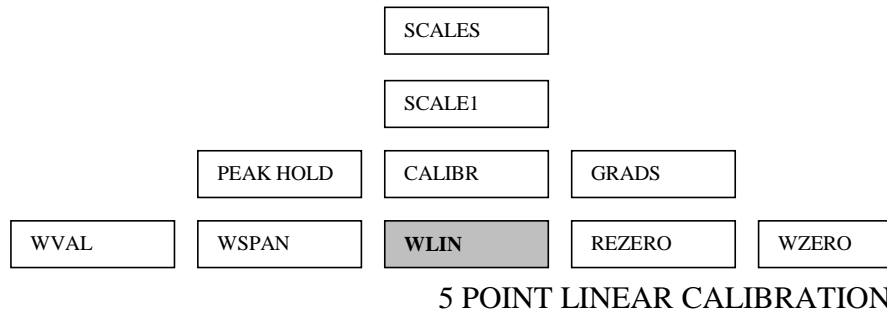 SCALES
SCALE1
PEAK HOLD CALIBR GRADS
WVAL WSPAN WLIN REZERO WZERO
5 POINT LINEAR CALIBRATION